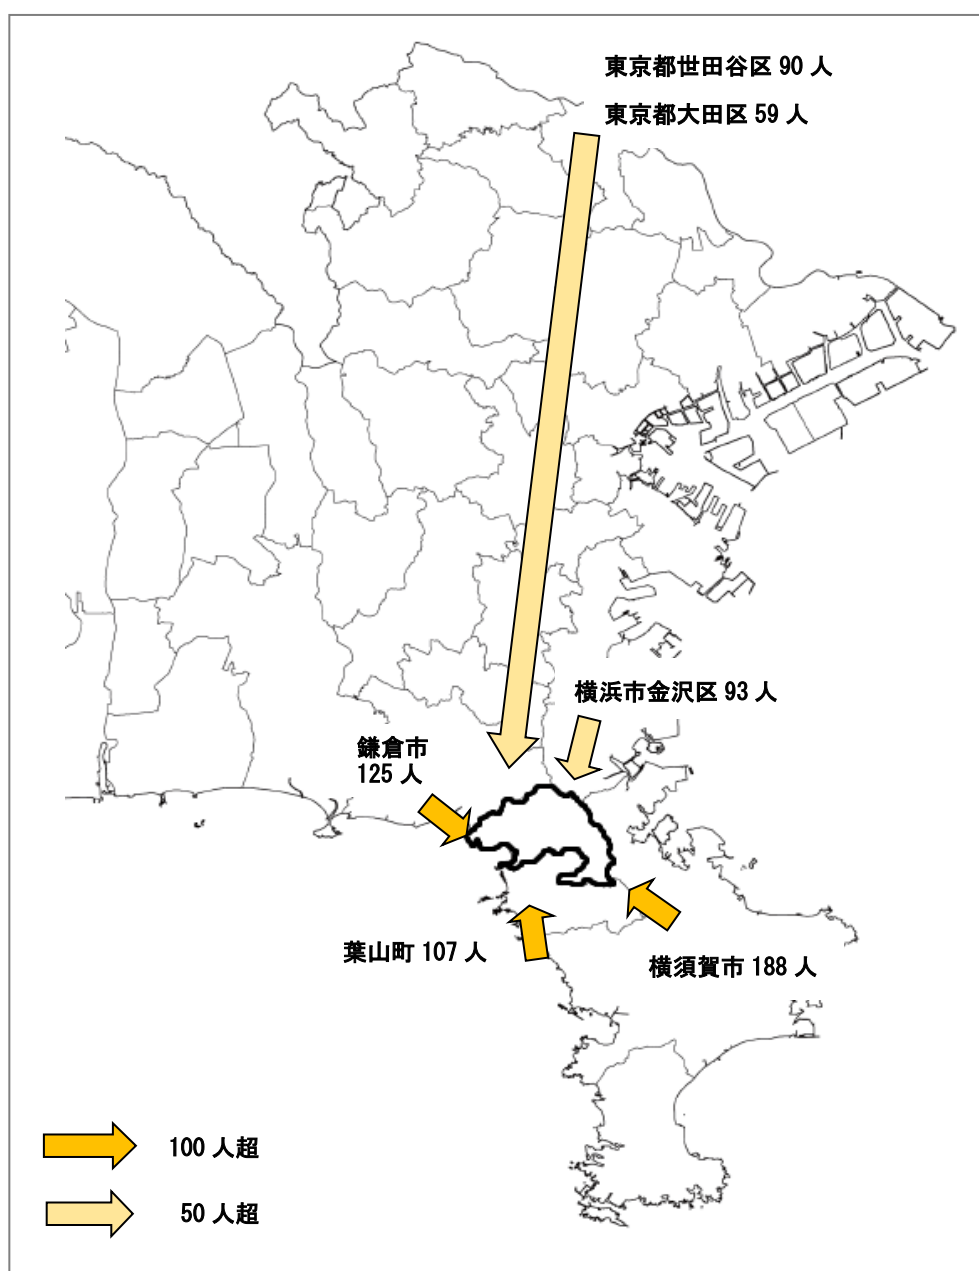 東京都世田谷区 90 人
東京都大田区 59 人
横浜市金沢区 93 人
鎌倉市
125 人
葉山町 107 人
横須賀市 188 人
100 人超
50 人超